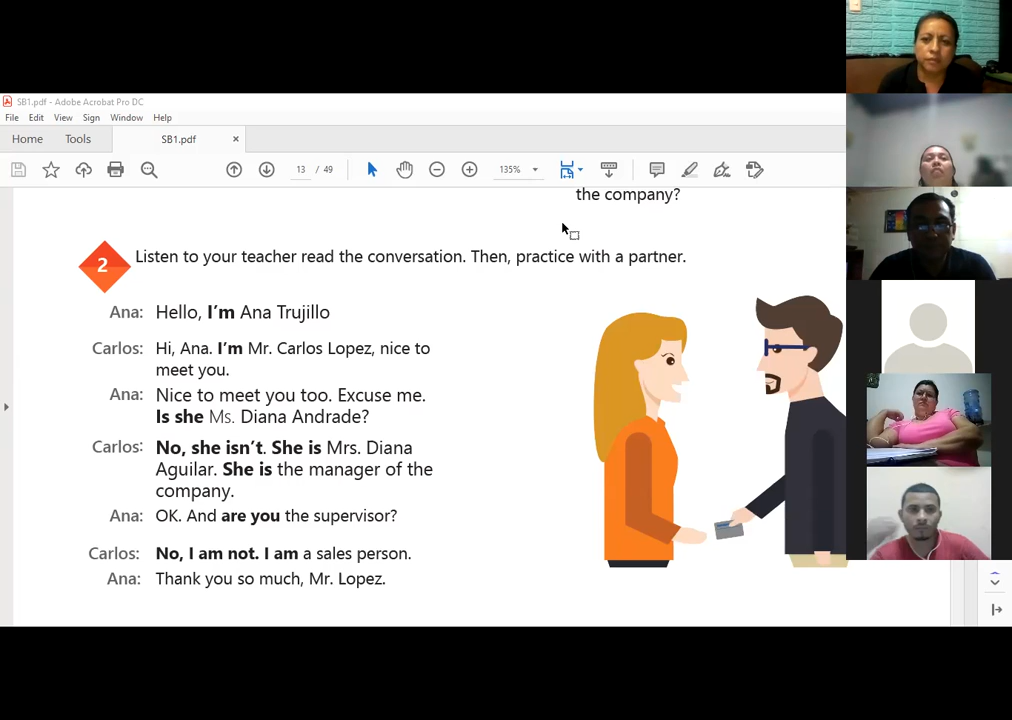 SB1.pdf - Adobe Acrobat Pro DC
File Edit View Sign Window Help
Home Tools SB1.pdf ×
13 / 49 135%
the company?
2 Listen to your teacher read the conversation. Then, practice with a partner.
Ana: Hello, I'm Ana Trujillo
Carlos: Hi, Ana. I'm Mr. Carlos Lopez, nice to
meet you.
Ana: Nice to meet you too. Excuse me.
Is she Ms. Diana Andrade?
Carlos: No, she isn't. She is Mrs. Diana
Aguilar. She is the manager of the
company.
Ana: OK. And are you the supervisor?
Carlos: No, I am not. I am a sales person.
Ana: Thank you so much, Mr. Lopez.